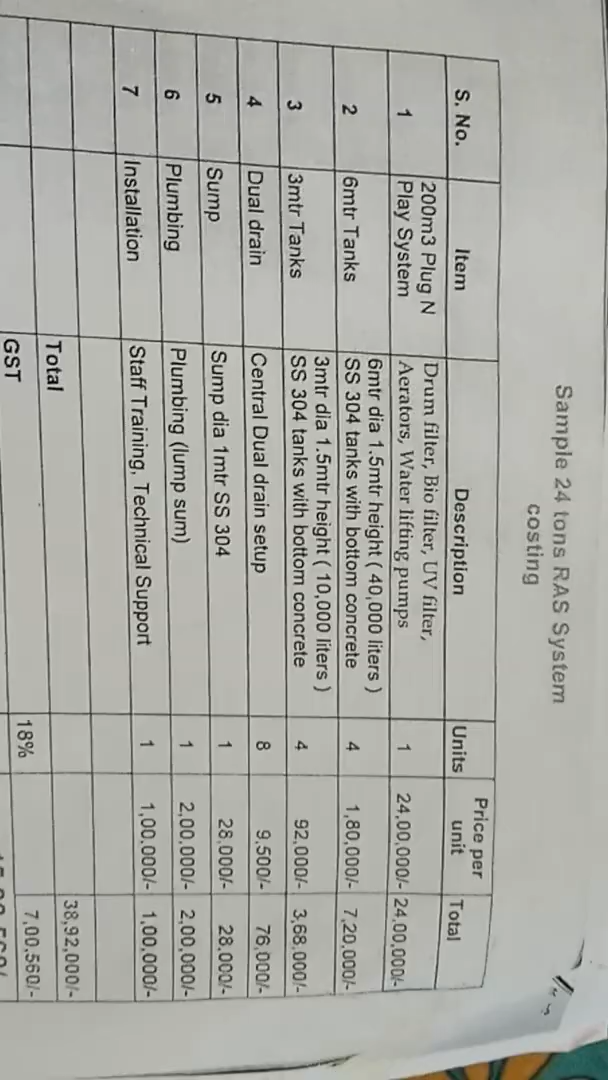 Sample 24 tons RAS System
costing
S. No. Item Description Units Price per unit Total
1 200m3 Plug N Play System Drum filter, Bio filter, UV filter, Aerators, Water lifting pumps 1 24,00,000/- 24,00,000/-
2 6mtr Tanks 6mtr dia 1.5mtr height ( 40,000 liters ) SS 304 tanks with bottom concrete 4 1,80,000/- 7,20,000/-
3 3mtr Tanks 3mtr dia 1.5mtr height ( 10,000 liters ) SS 304 tanks with bottom concrete 4 92,000/- 3,68,000/-
4 Dual drain Central Dual drain setup 8 9,500/- 76,000/-
5 Sump Sump dia 1mtr SS 304 1 28,000/- 28,000/-
6 Plumbing Plumbing (lump sum) 1 2,00,000/- 2,00,000/-
7 Installation Staff Training, Technical Support 1 1,00,000/- 1,00,000/-
Total 38,92,000/-
GST 18% 7,00,560/-